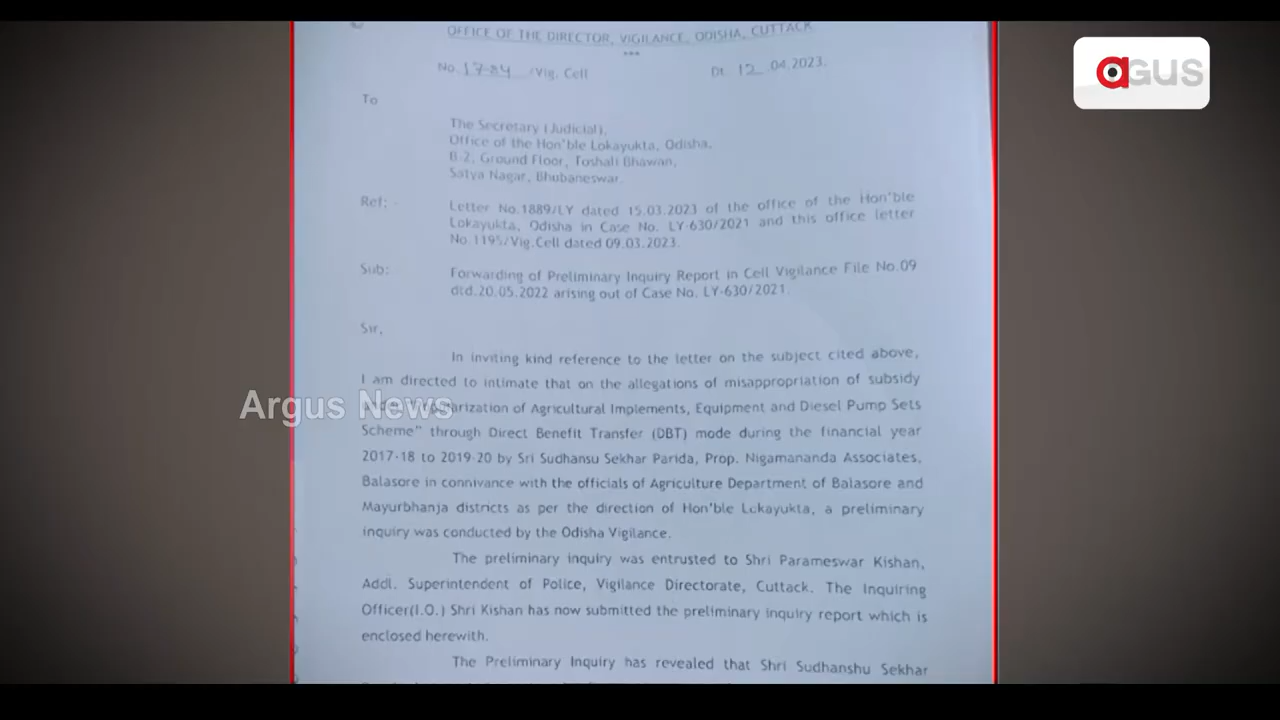 OFFICE OF THE DIRECTOR, VIGILANCE, ODISHA, CUTTACK
***
No. 1784 /Vig. Cell Dt. 12 .04.2023.
aGUS
To
The Secretary (Judicial),
Office of the Hon'ble Lokayukta, Odisha,
B-2, Ground Floor, Toshali Bhawan,
Satya Nagar, Bhubaneswar.
Ref: - Letter No.1889/LY dated 15.03.2023 of the office of the Hon'ble
Lokayukta, Odisha in Case No. LY-630/2021 and this office letter
No.1195/Vig.Cell dated 09.03.2023.
Sub: Forwarding of Preliminary Inquiry Report in Cell Vigilance File No.09
dtd.20.05.2022 arising out of Case No. LY-630/2021.
Sir,
In inviting kind reference to the letter on the subject cited above,
I am directed to intimate that on the allegations of misappropriation of subsidy
of Agricultural Implements, Equipment and Diesel Pump Sets
Argus News
Scheme" through Direct Benefit Transfer (DBT) mode during the financial year
2017-18 to 2019-20 by Sri Sudhansu Sekhar Parida, Prop. Nigamananda Associates,
Balasore in connivance with the officials of Agriculture Department of Balasore and
Mayurbhanja districts as per the direction of Hon'ble Lokayukta, a preliminary
inquiry was conducted by the Odisha Vigilance.
The preliminary inquiry was entrusted to Shri Parameswar Kishan,
Addl. Superintendent of Police, Vigilance Directorate, Cuttack. The Inquiring
Officer(I.O.) Shri Kishan has now submitted the preliminary inquiry report which is
enclosed herewith.
The Preliminary Inquiry has revealed that Shri Sudhanshu Sekhar